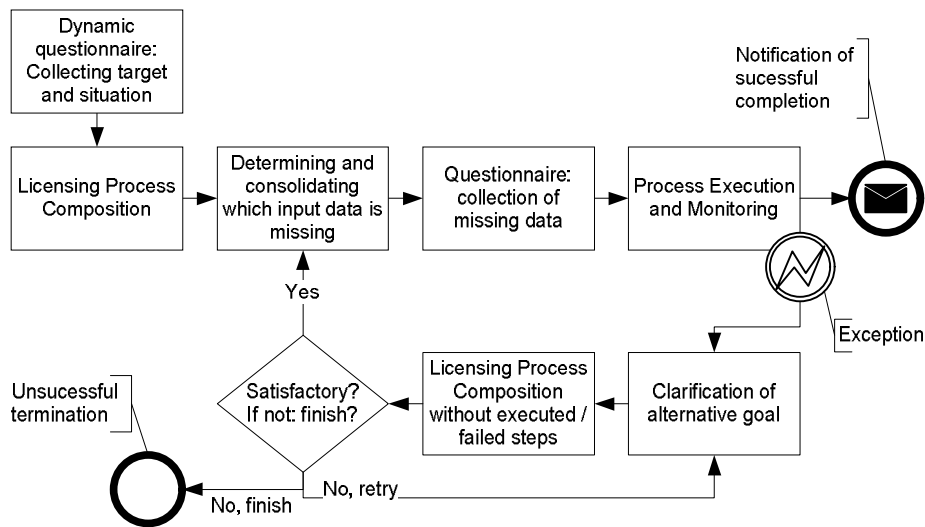 Dynamic
questionnaire:
Collecting target
and situation
Notification of
sucessful
completion
Licensing Process
Composition
Determining and
consolidating
which input data is
missing
Questionnaire:
collection of
missing data
Process Execution
and Monitoring
Yes
Exception
Unsucessful
termination
Satisfactory?
If not: finish?
Licensing Process
Composition
without executed /
failed steps
Clarification of
alternative goal
No, finish
No, retry